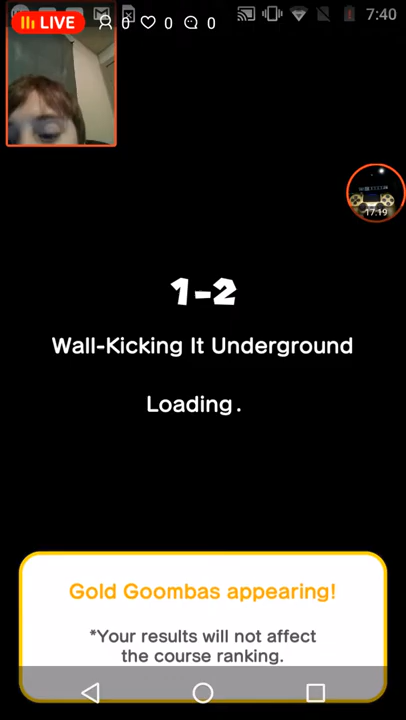 LIVE 0 0 0 7:40
17:19
1-2
Wall-Kicking It Underground
Loading.
Gold Goombas appearing!
*Your results will not affect
the course ranking.